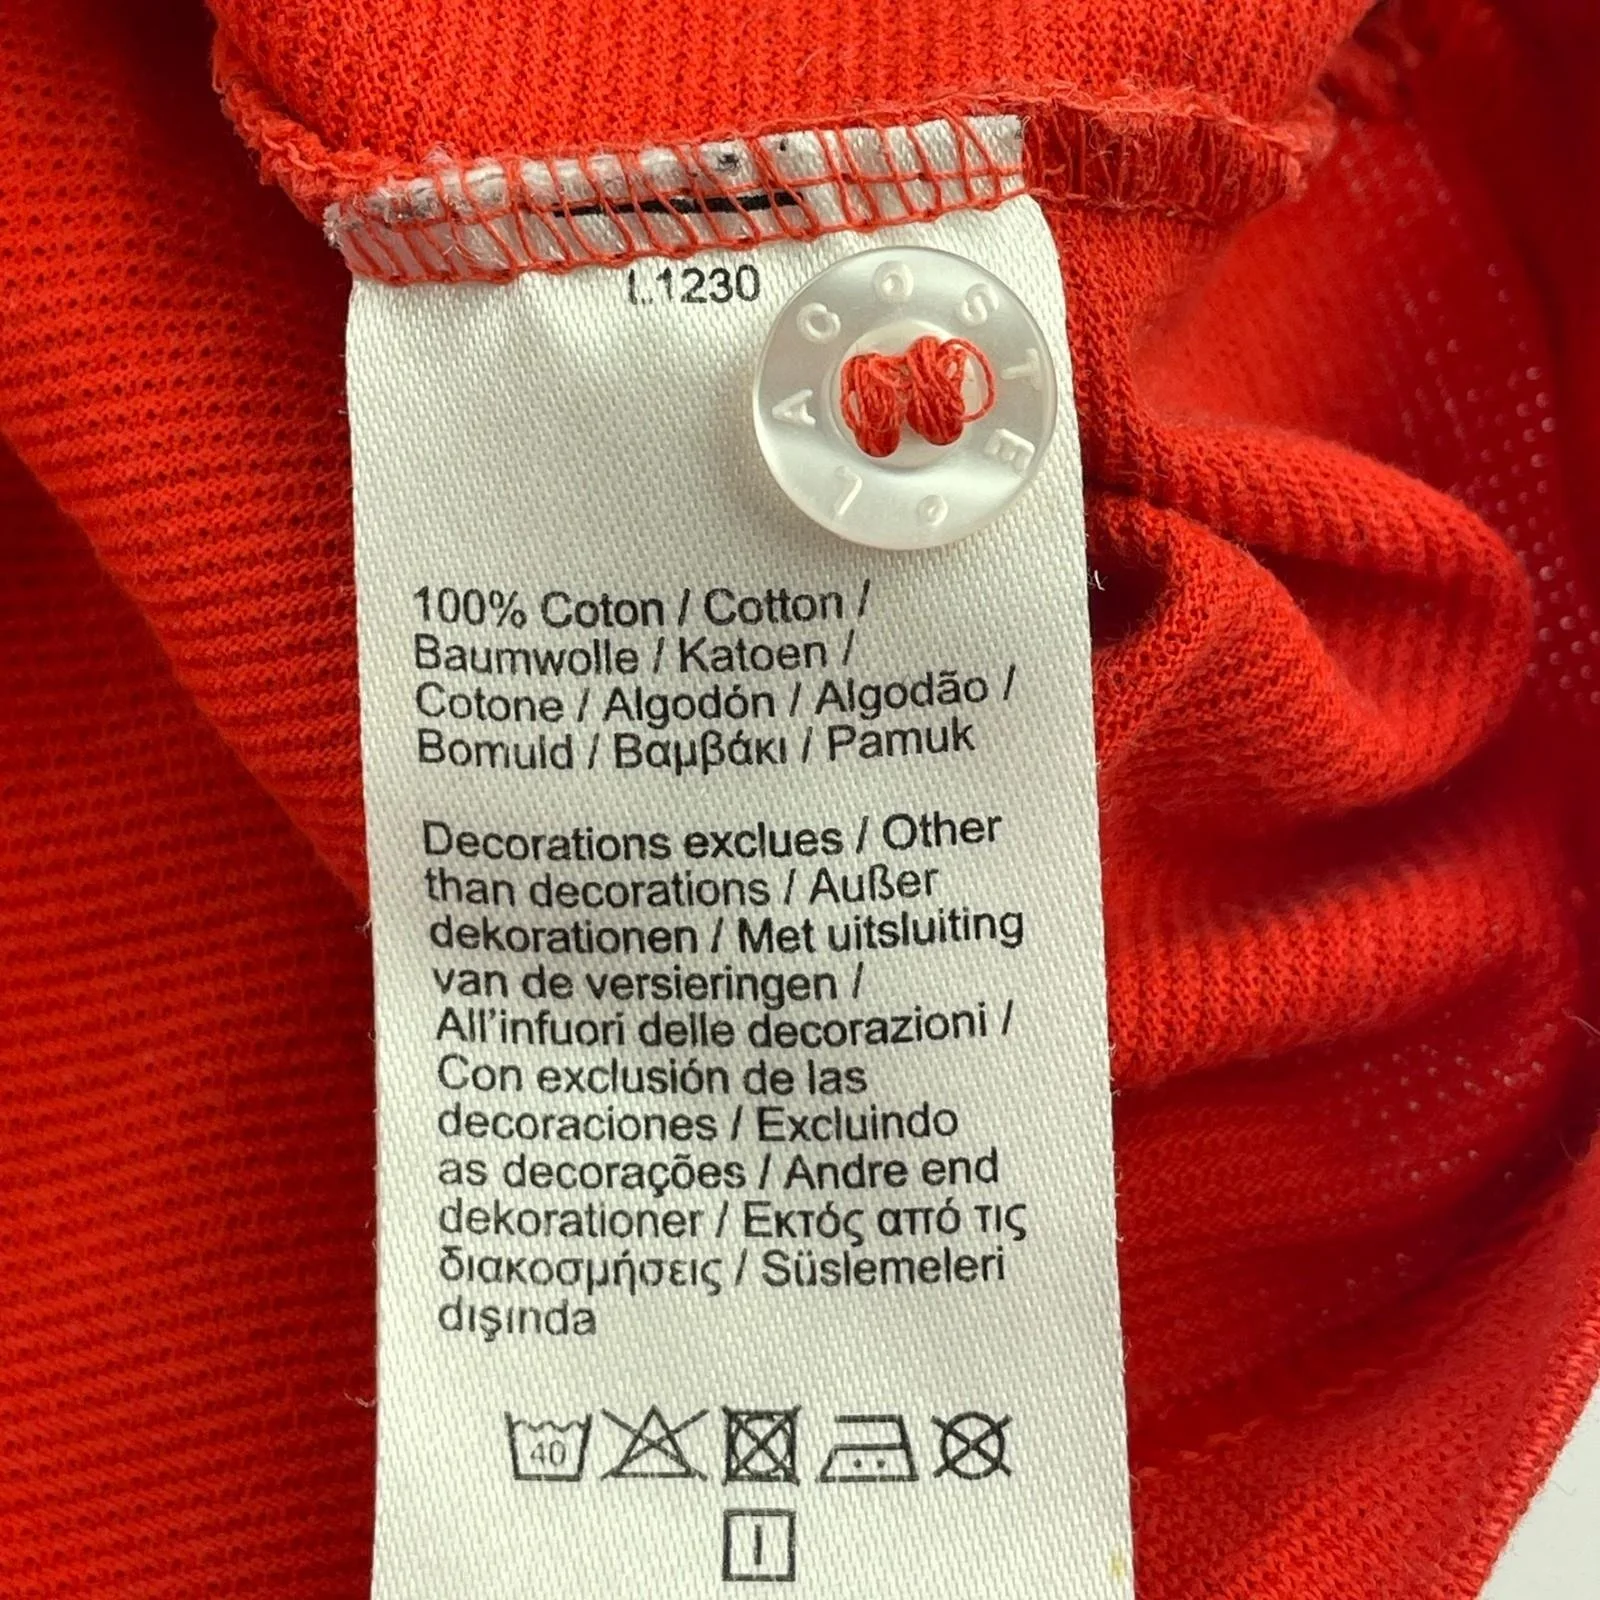 L1230
LACOSTE
100% Coton / Cotton /
Baumwolle / Katoen /
Cotone / Algodón / Algodão /
Bomuld / Βαμβάκι / Pamuk
Decorations exclues / Other
than decorations / Außer
dekorationen / Met uitsluiting
van de versieringen /
All'infuori delle decorazioni /
Con exclusión de las
decoraciones / Excluindo
as decorações / Andre end
dekorationer / Εκτός από τις
διακοσμήσεις / Süslemeleri
dışında
40